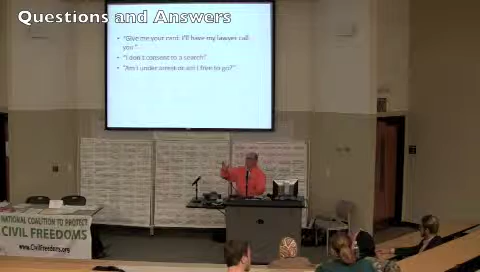 Questions and Answers
• "Give me your card; I'll have my lawyer call
you."
• "I don't consent to a search"
• "Am I under arrest or am I free to go?"
NATIONAL COALITION TO PROTECT
CIVIL FREEDOMS
www.CivilFreedoms.org